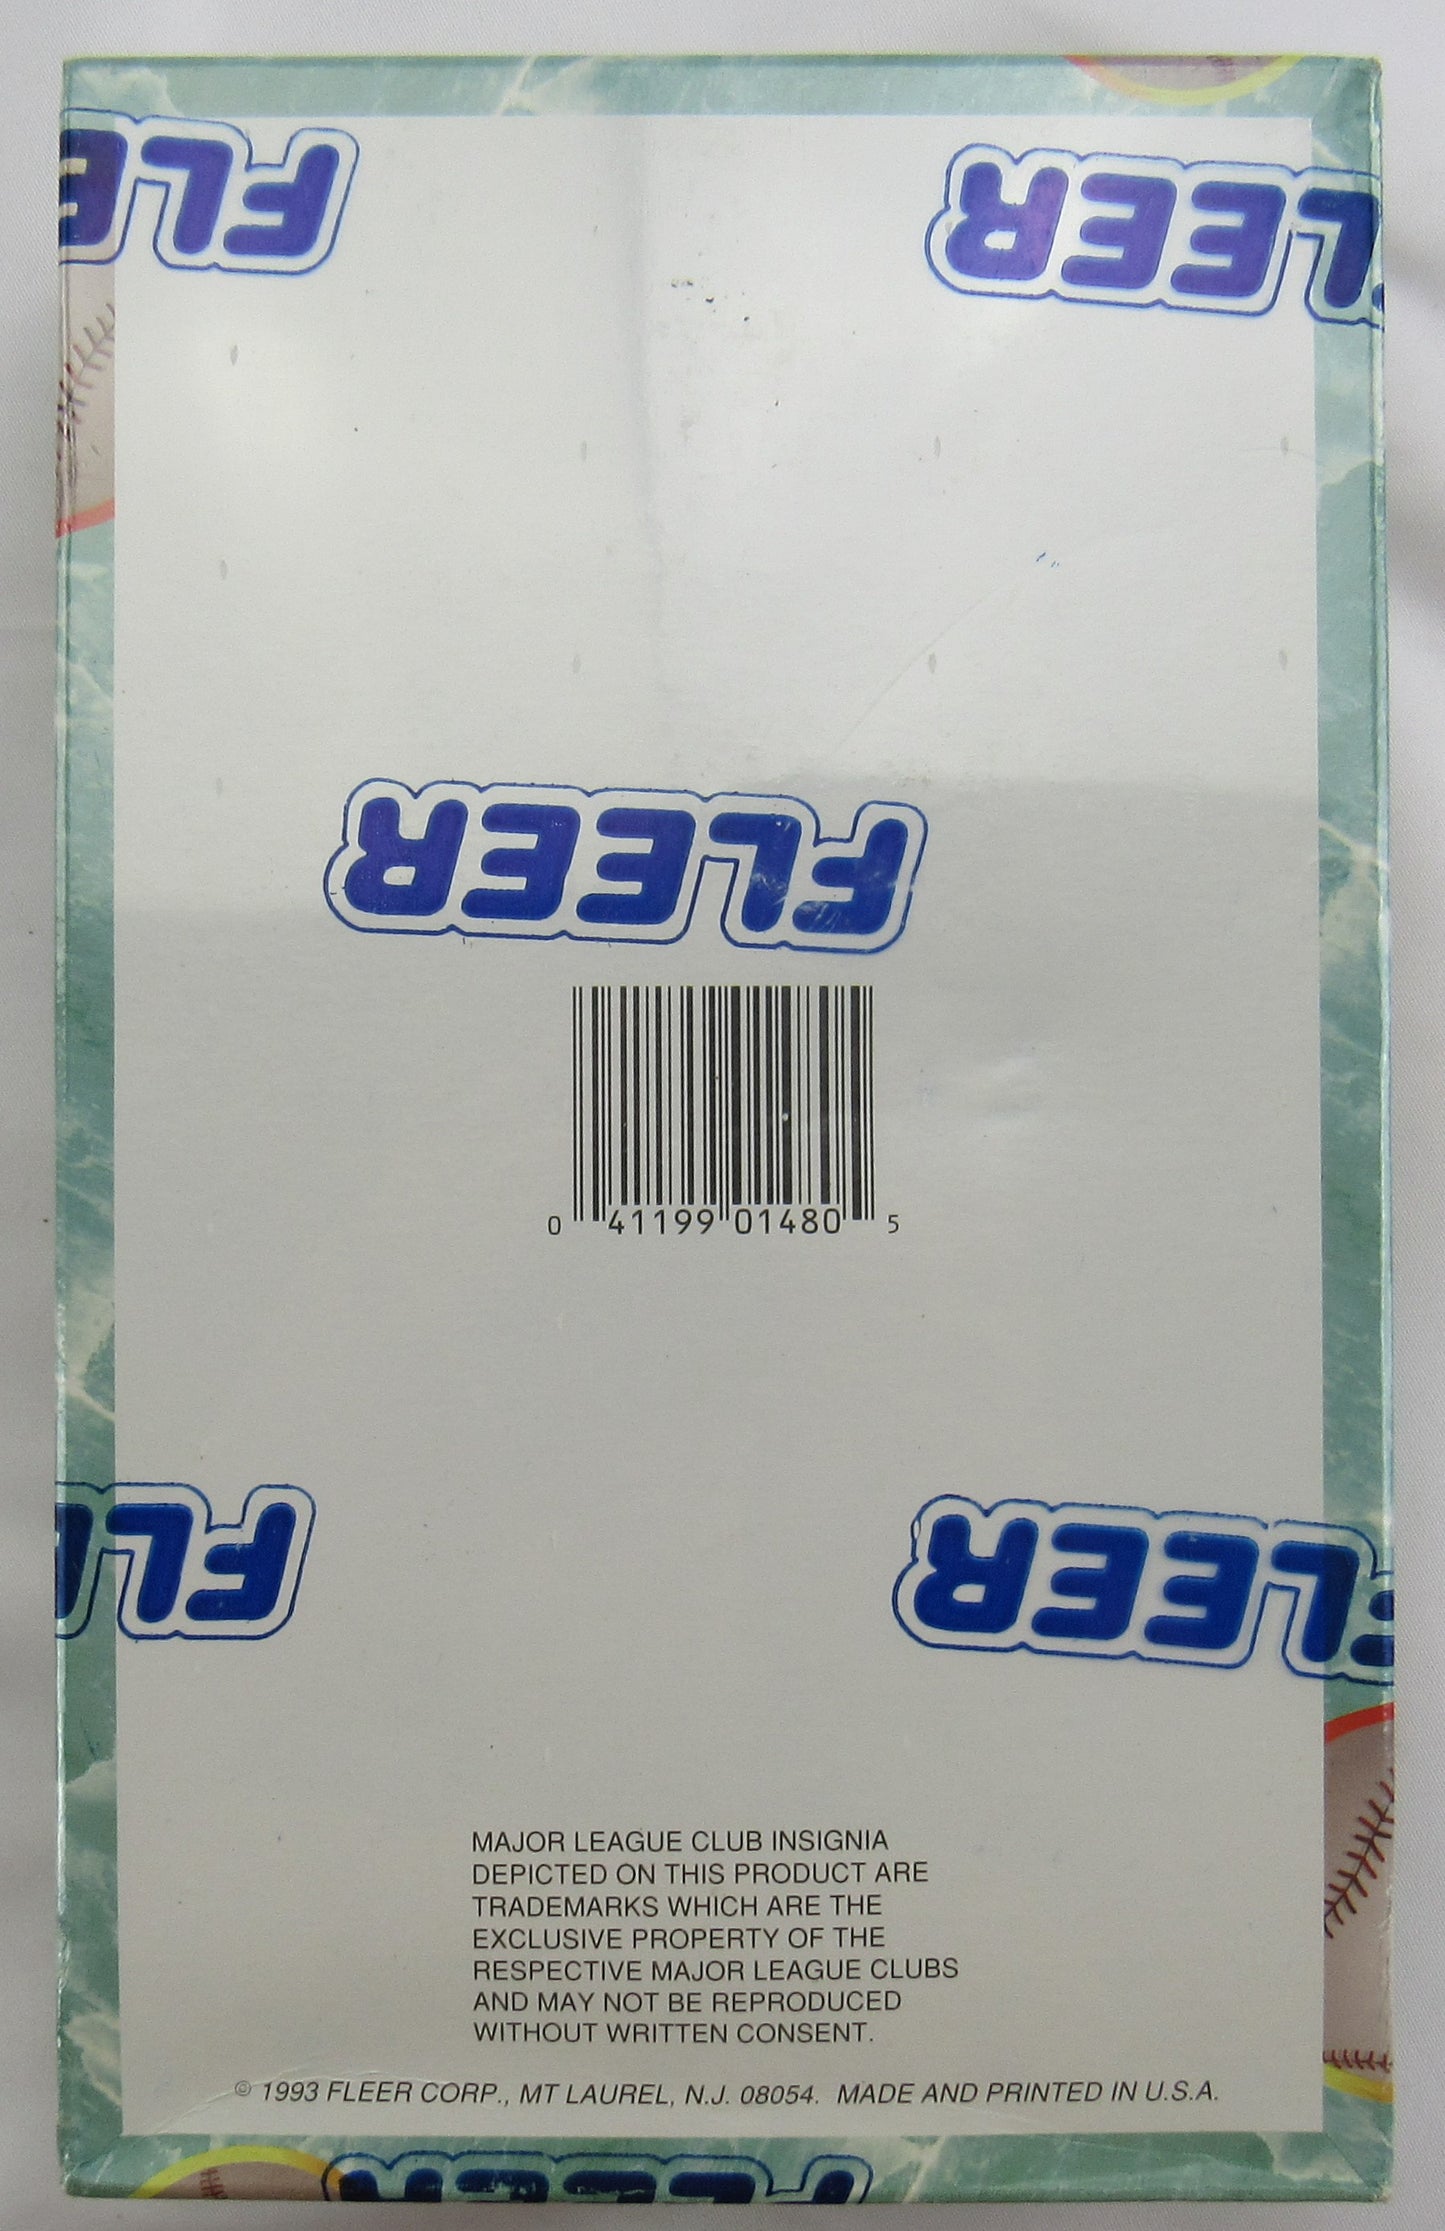 FLE
FLEER
FLEER
0 41199 01480 5
FLE
FLEER
MAJOR LEAGUE CLUB INSIGNIA
DEPICTED ON THIS PRODUCT ARE
TRADEMARKS WHICH ARE THE
EXCLUSIVE PROPERTY OF THE
RESPECTIVE MAJOR LEAGUE CLUBS
AND MAY NOT BE REPRODUCED
WITHOUT WRITTEN CONSENT.
© 1993 FLEER CORP., MT LAUREL, N.J. 08054. MADE AND PRINTED IN U.S.A.
FLEER